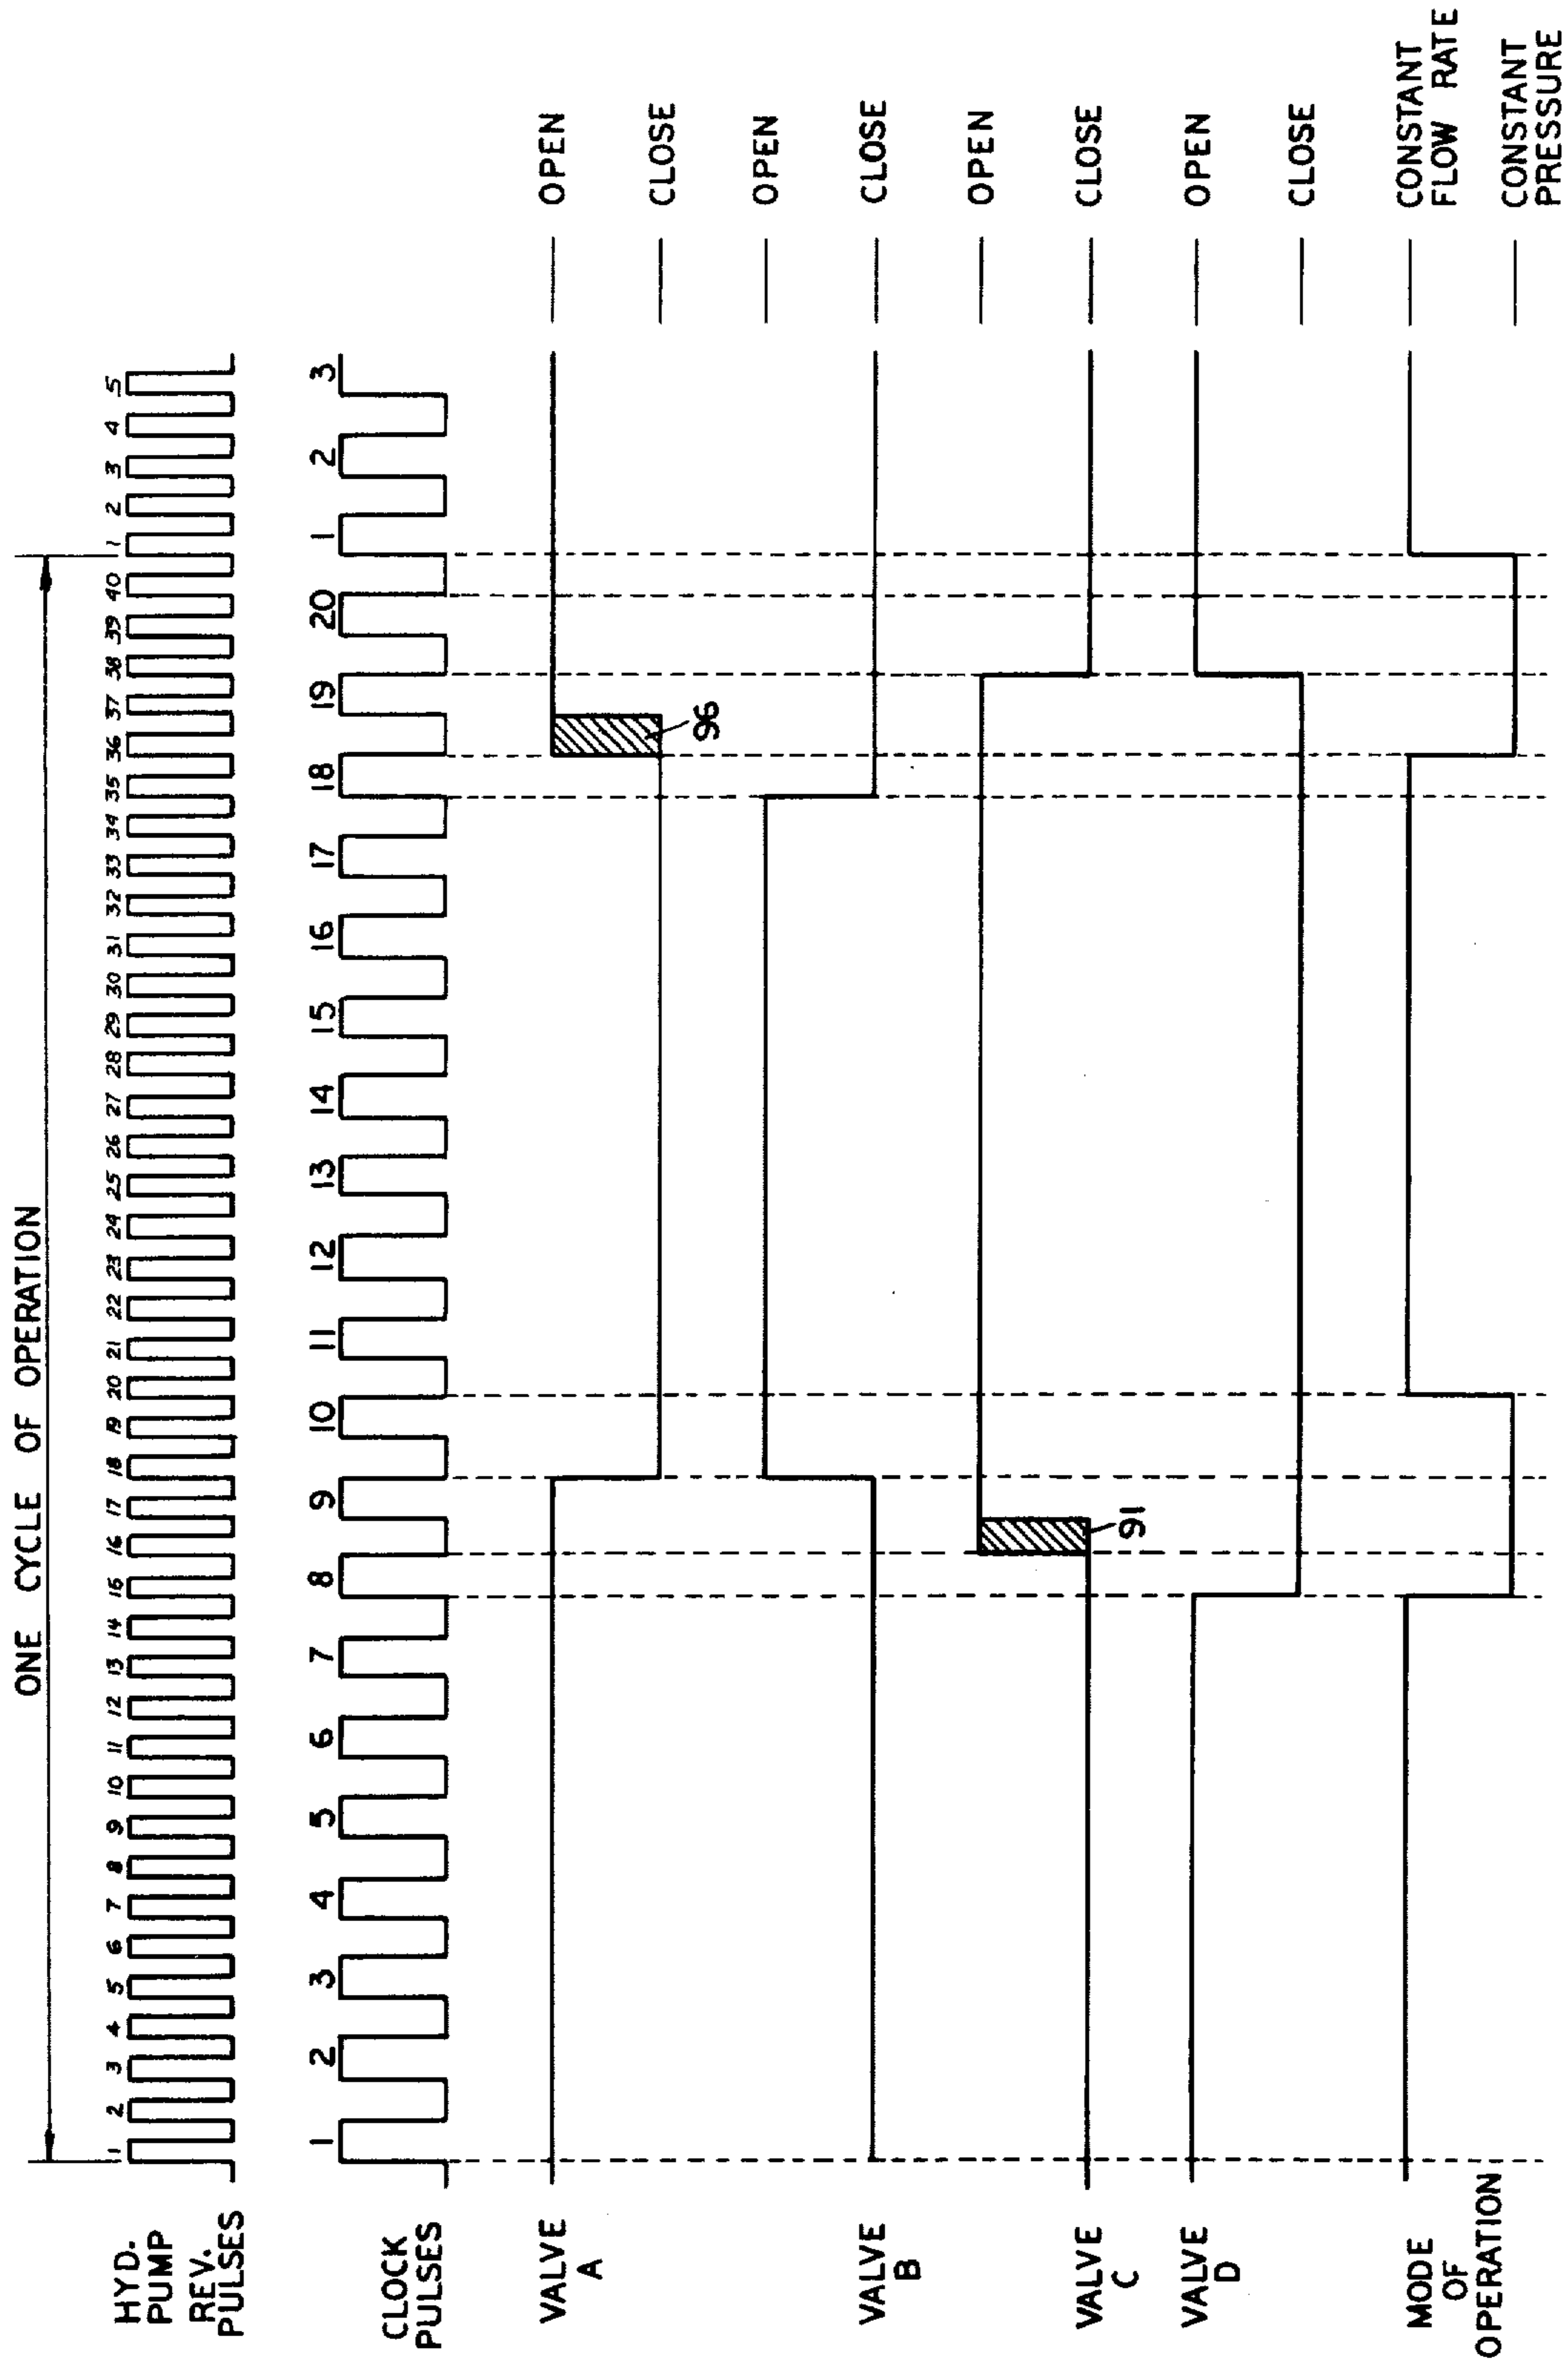 ONE CYCLE OF OPERATION
HYD.
PUMP
REV.
PULSES
1 2 3 4 5 6 7 8 9 10 11 12 13 14 15 16 17 18 19 20 21 22 23 24 25 26 27 28 29 30 31 32 33 34 35 36 37 38 39 40 1 2 3 4 5
CLOCK
PULSES
1 2 3 4 5 6 7 8 9 10 11 12 13 14 15 16 17 18 19 20 1 2 3
VALVE
A
96
OPEN
CLOSE
VALVE
B
OPEN
CLOSE
VALVE
C
91
OPEN
CLOSE
VALVE
D
OPEN
CLOSE
MODE
OF
OPERATION
CONSTANT
FLOW RATE
CONSTANT
PRESSURE